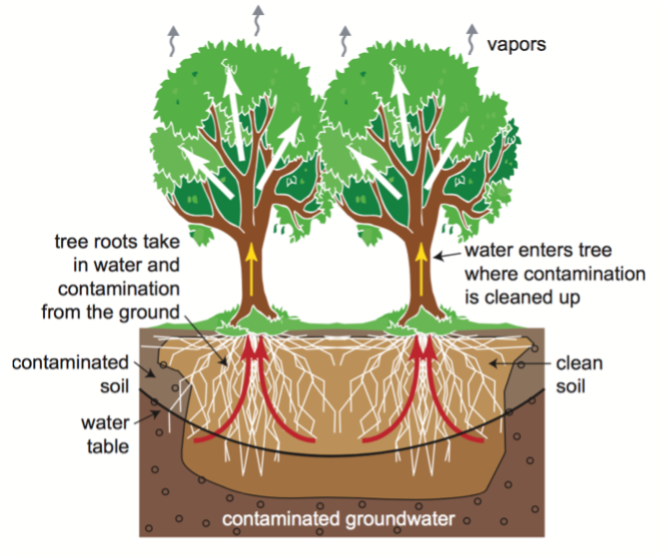 vapors
tree roots take
in water and
contamination
from the ground
water enters tree
where contamination
is cleaned up
contaminated
soil
clean
soil
water
table
contaminated groundwater